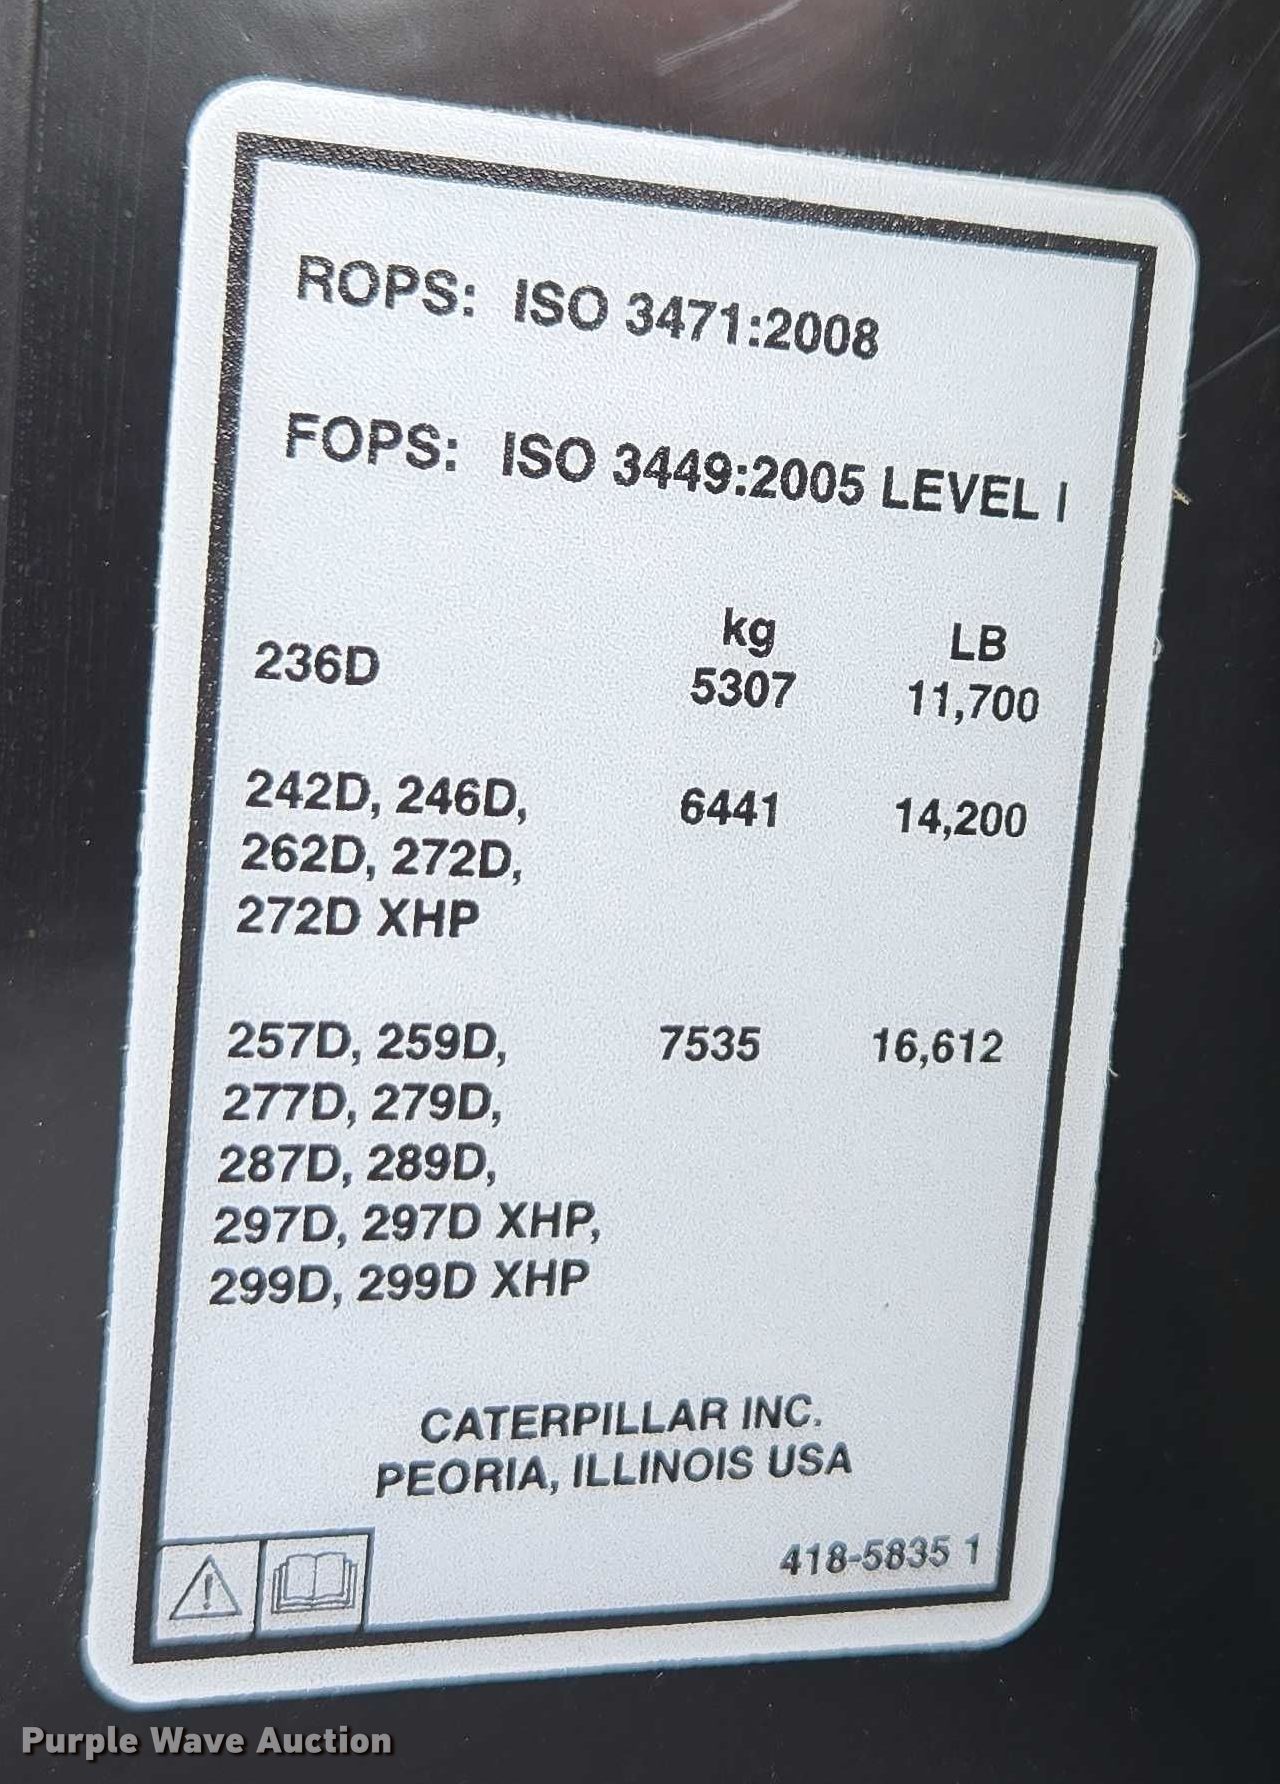 ROPS: ISO 3471:2008
FOPS: ISO 3449:2005 LEVEL I
kg LB
236D 5307 11,700
242D, 246D, 6441 14,200
262D, 272D,
272D XHP
257D, 259D, 7535 16,612
277D, 279D,
287D, 289D,
297D, 297D XHP,
299D, 299D XHP
CATERPILLAR INC.
PEORIA, ILLINOIS USA
418-5835 1
Purple Wave Auction